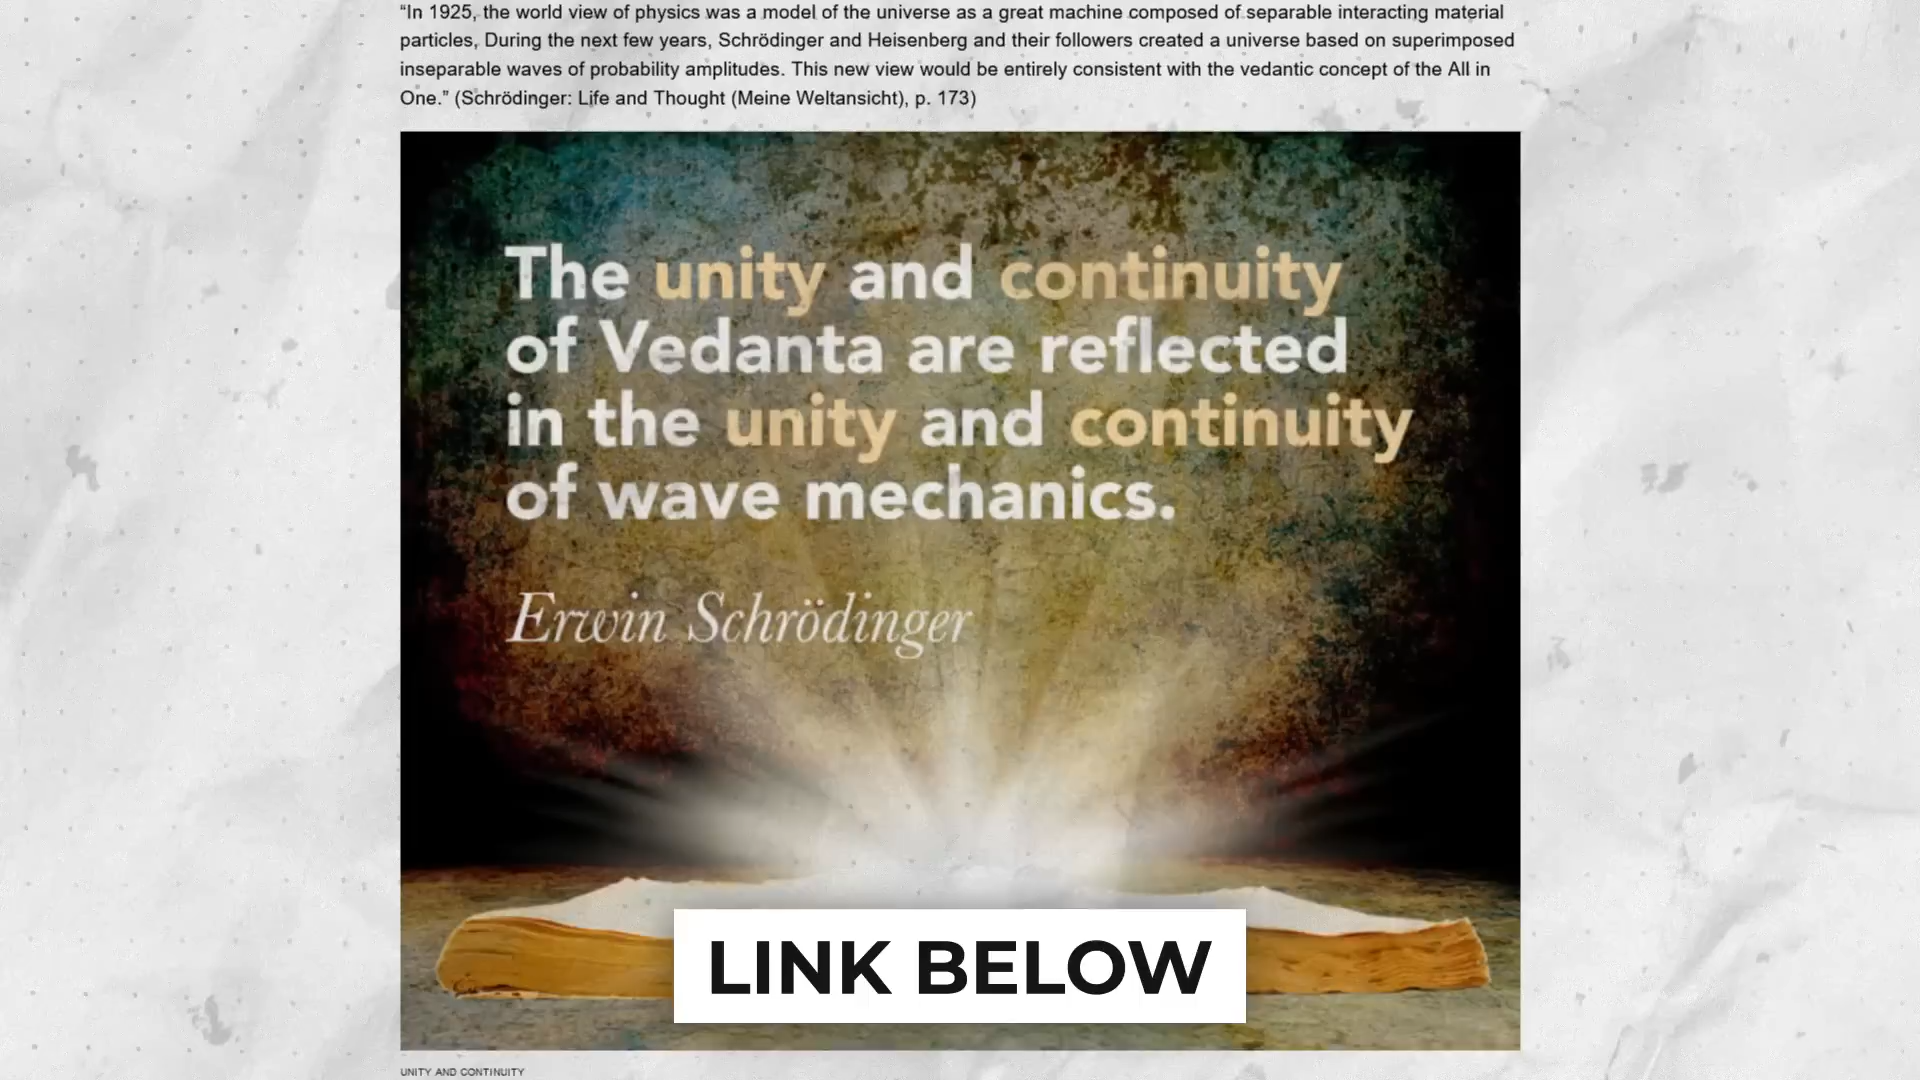 “In 1925, the world view of physics was a model of the universe as a great machine composed of separable interacting material
particles, During the next few years, Schrödinger and Heisenberg and their followers created a universe based on superimposed
inseparable waves of probability amplitudes. This new view would be entirely consistent with the vedantic concept of the All in
One.” (Schrödinger: Life and Thought (Meine Weltansicht), p. 173)
The unity and continuity
of Vedanta are reflected
in the unity and continuity
of wave mechanics.
Erwin Schrödinger
LINK BELOW
UNITY AND CONTINUITY